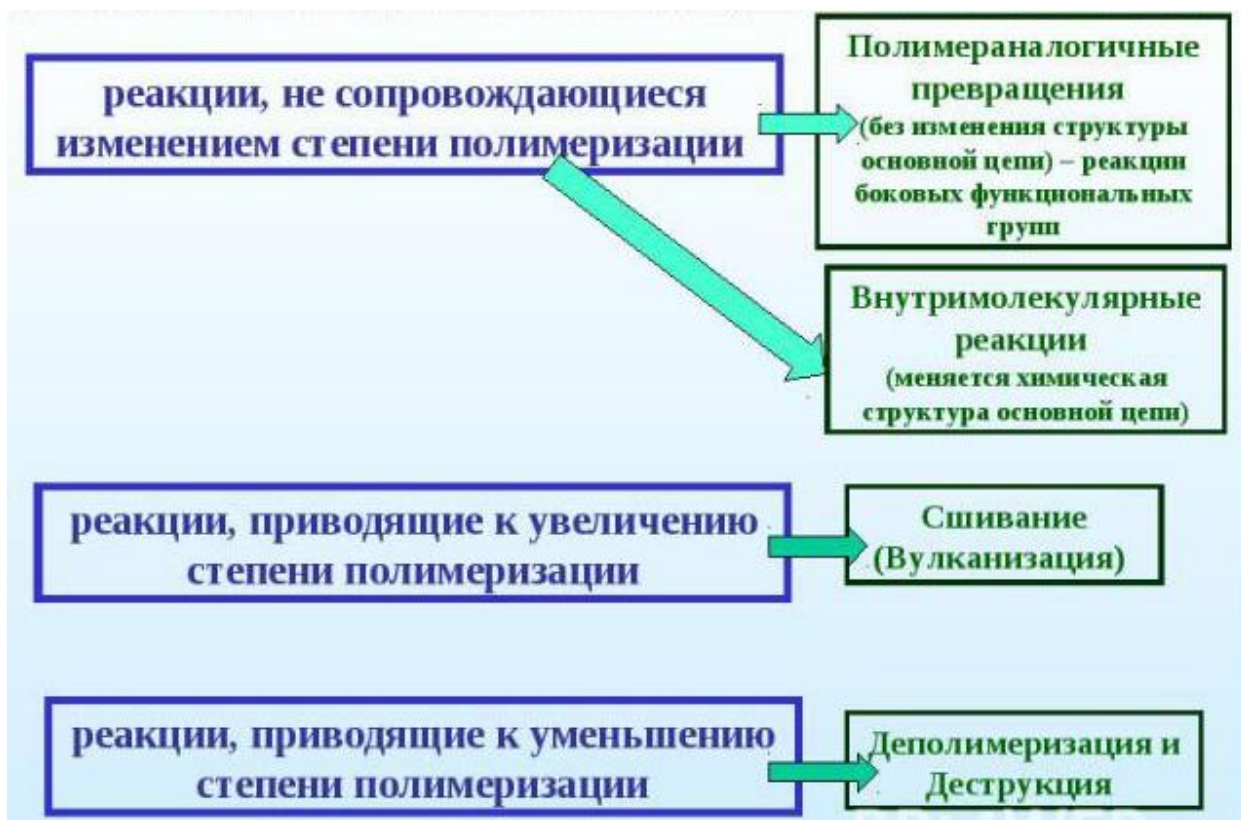 реакции, не сопровождающиеся
изменением степени полимеризации
Полимераналогичные
превращения
(без изменения структуры
основной цепи) – реакции
боковых функциональных
групп
Внутримолекулярные
реакции
(меняется химическая
структура основной цепи)
реакции, приводящие к увеличению
степени полимеризации
Сшивание
(Вулканизация)
реакции, приводящие к уменьшению
степени полимеризации
Деполимеризация и
Деструкция